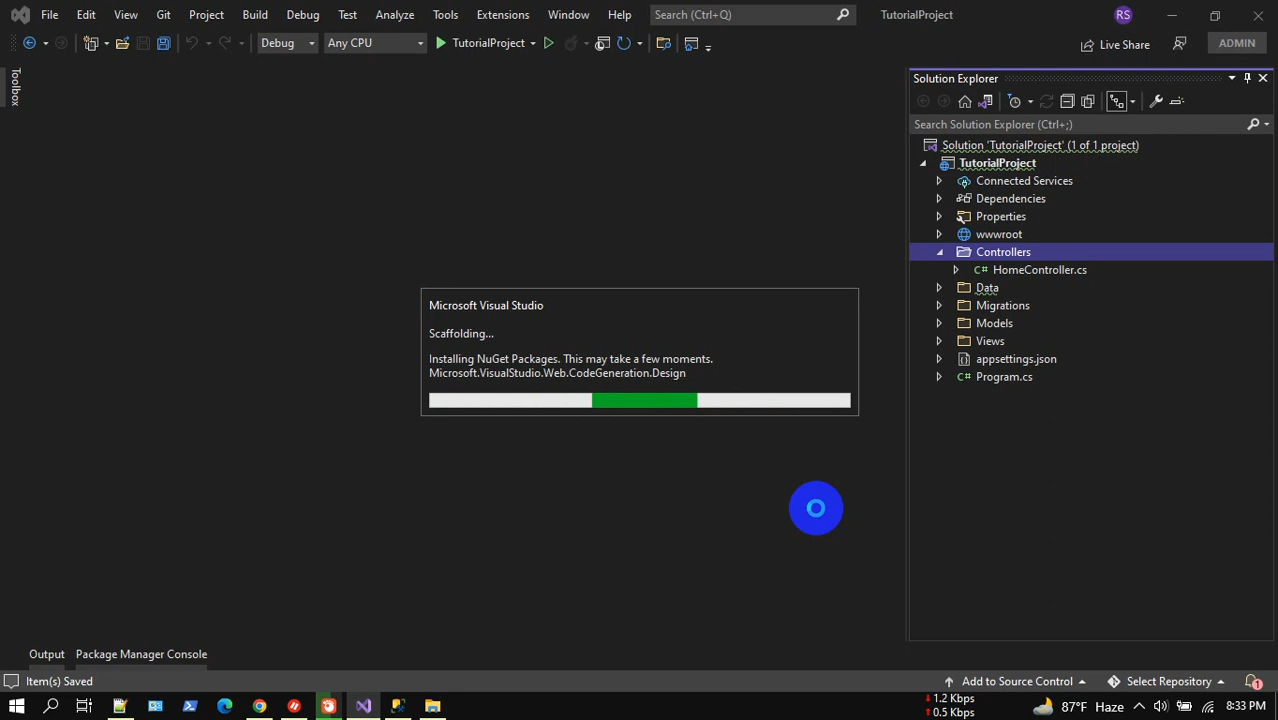 File Edit View Git Project Build Debug Test Analyze Tools Extensions Window Help Search (Ctrl+Q) TutorialProject RS
Debug Any CPU TutorialProject Live Share ADMIN
Toolbox
Solution Explorer
Search Solution Explorer (Ctrl+;)
Solution 'TutorialProject' (1 of 1 project)
TutorialProject
Connected Services
Dependencies
Properties
wwwroot
Controllers
C# HomeController.cs
Data
Migrations
Models
Views
appsettings.json
C# Program.cs
Microsoft Visual Studio
Scaffolding...
Installing NuGet Packages. This may take a few moments.
Microsoft.VisualStudio.Web.CodeGeneration.Design
Output Package Manager Console
Item(s) Saved Add to Source Control Select Repository 1
1.2 Kbps
0.5 Kbps
87°F Haze 8:33 PM